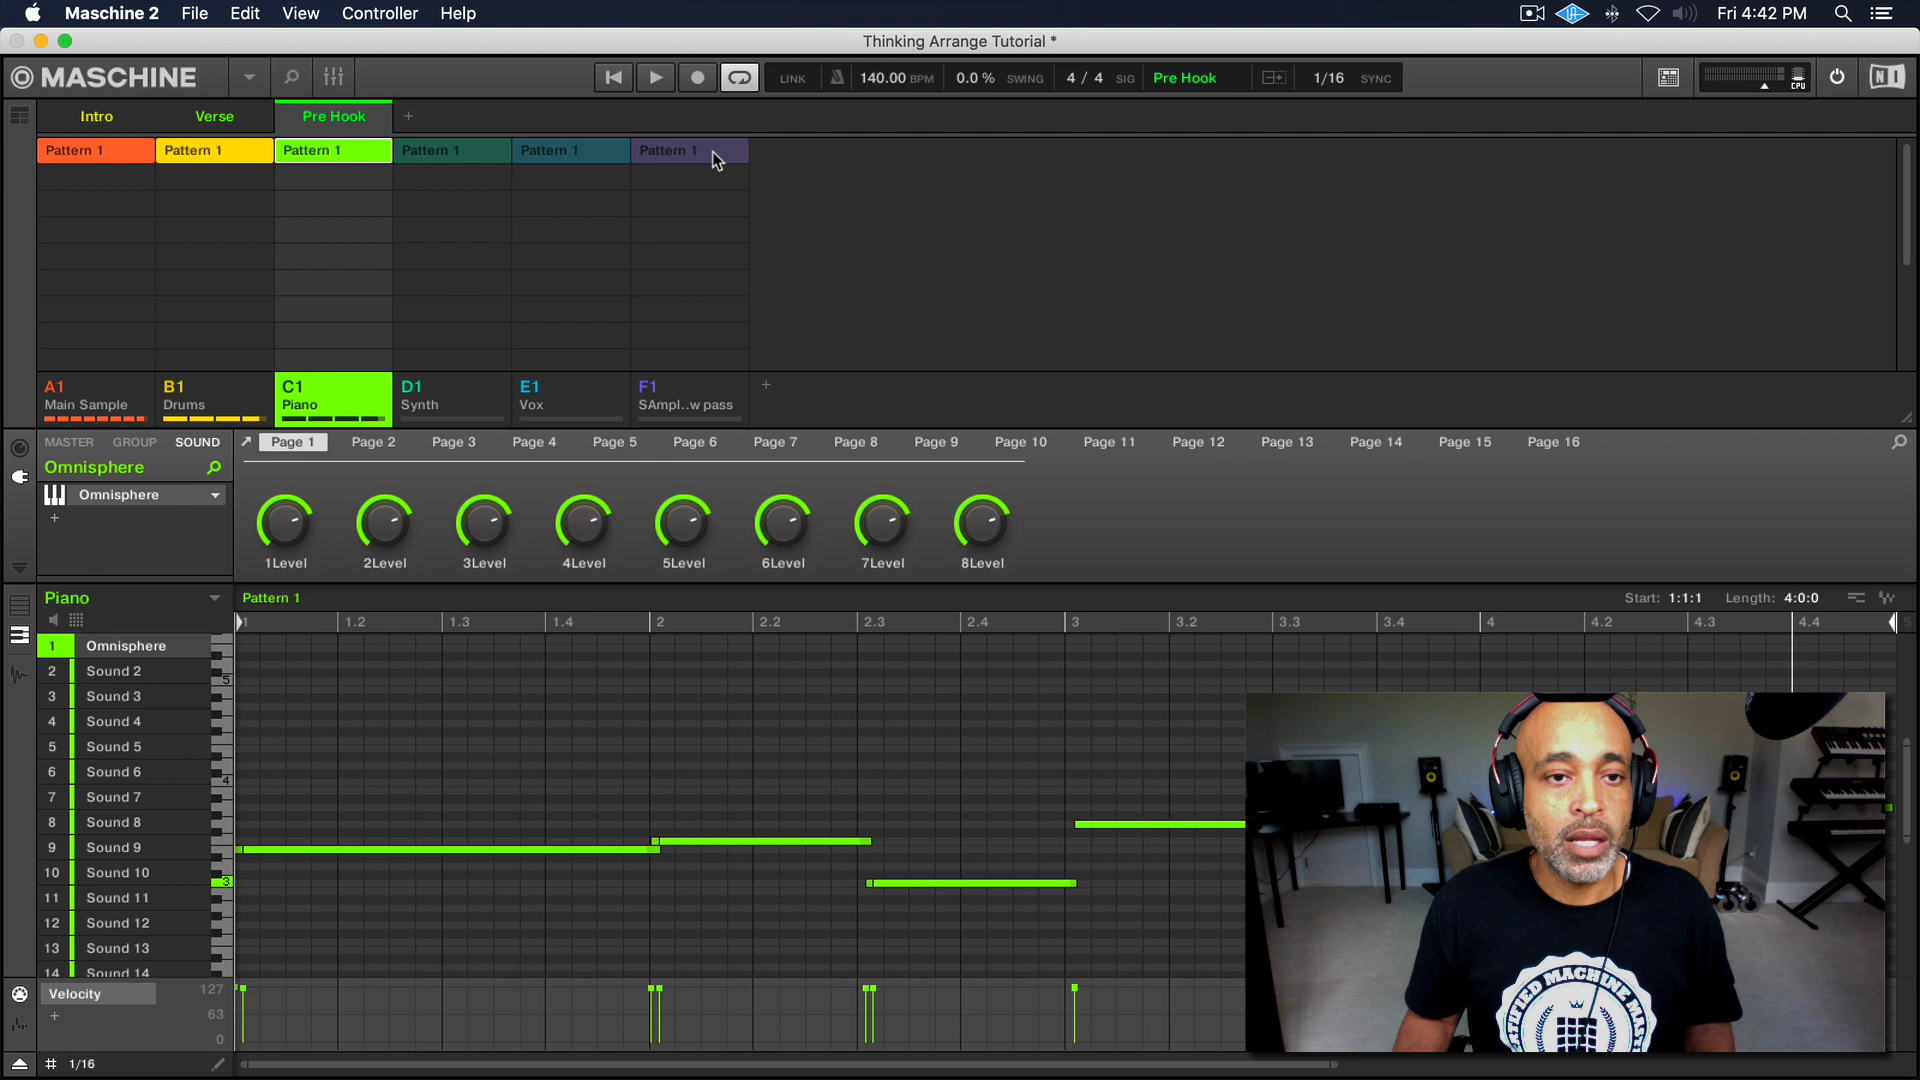 Maschine 2 File Edit View Controller Help Fri 4:42 PM
Thinking Arrange Tutorial *
MASCHINE LINK 140.00 BPM 0.0 % SWING 4 / 4 SIG Pre Hook 1/16 SYNC CPU NI
Intro Verse Pre Hook +
Pattern 1 Pattern 1 Pattern 1 Pattern 1 Pattern 1 Pattern 1
A1 B1 C1 D1 E1 F1 +
Main Sample Drums Piano Synth Vox SAmpl..w pass
MASTER GROUP SOUND Page 1 Page 2 Page 3 Page 4 Page 5 Page 6 Page 7 Page 8 Page 9 Page 10 Page 11 Page 12 Page 13 Page 14 Page 15 Page 16
Omnisphere
Omnisphere
+
1Level 2Level 3Level 4Level 5Level 6Level 7Level 8Level
Piano Pattern 1 Start: 1:1:1 Length: 4:0:0
1 1.2 1.3 1.4 2 2.2 2.3 2.4 3 3.2 3.3 3.4 4 4.2 4.3 4.4 5
1 Omnisphere
2 Sound 2 5
3 Sound 3
4 Sound 4
5 Sound 5
6 Sound 6 4
7 Sound 7
8 Sound 8
9 Sound 9
10 Sound 10 3
11 Sound 11
12 Sound 12
13 Sound 13
14 Sound 14
Velocity 127
+ 63
0
1/16
MACHINE